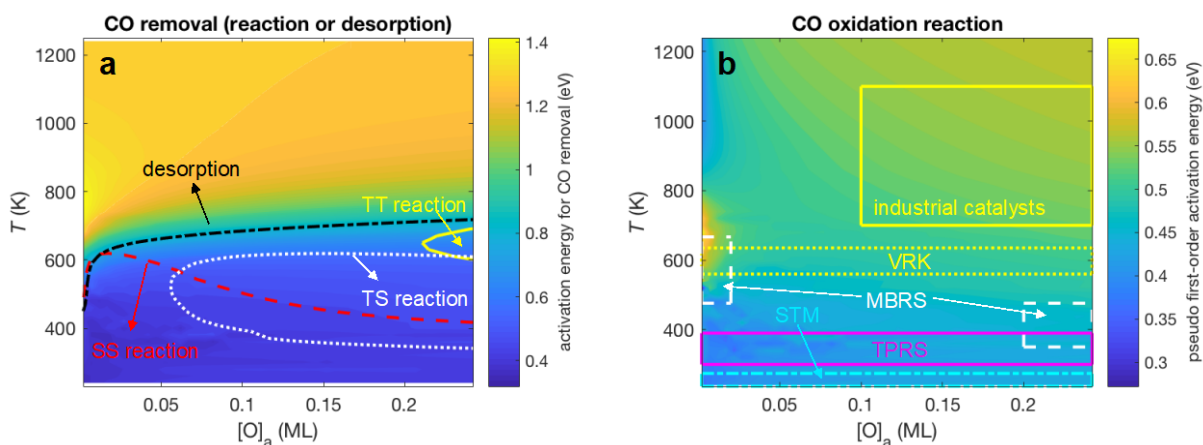 CO removal (reaction or desorption)
a
1200
1000
800
600
400
T (K)
0.05
0.1
0.15
0.2
[O]a (ML)
desorption
TT reaction
TS reaction
SS reaction
1.4
1.2
1
0.8
0.6
0.4
activation energy for CO removal (eV)
CO oxidation reaction
b
1200
1000
800
600
400
T (K)
0.05
0.1
0.15
0.2
[O]a (ML)
industrial catalysts
VRK
MBRS
STM
TPRS
0.65
0.6
0.55
0.5
0.45
0.4
0.35
0.3
pseudo first-order activation energy (eV)